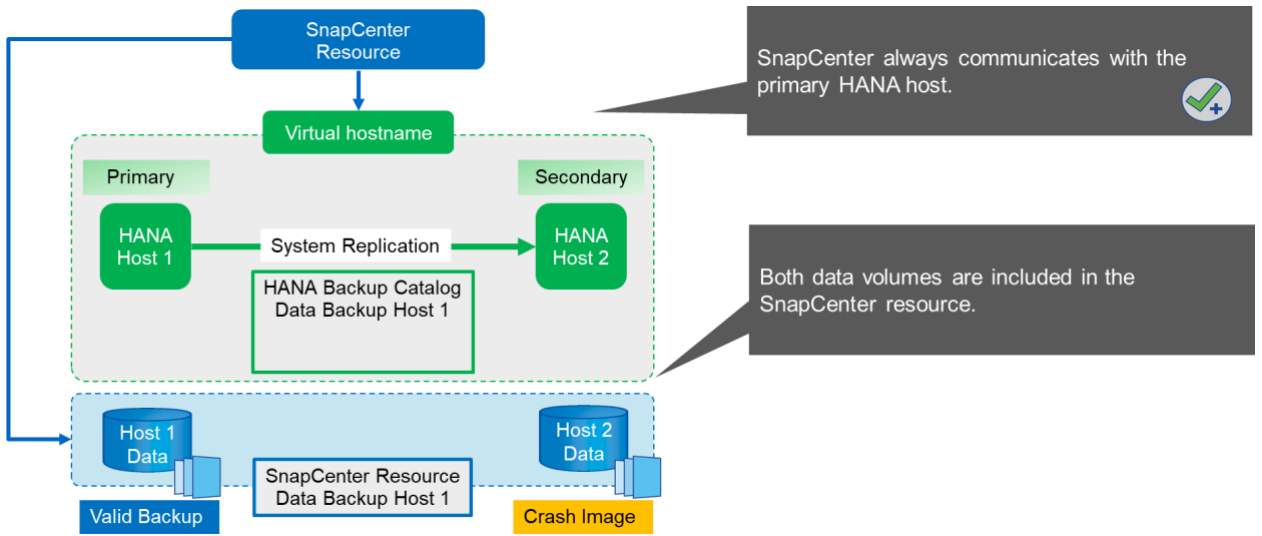 SnapCenter
Resource
SnapCenter always communicates with the
primary HANA host.
Virtual hostname
Primary
Secondary
HANA
Host 1
System Replication
HANA
Host 2
HANA Backup Catalog
Data Backup Host 1
Both data volumes are included in the
SnapCenter resource.
Host 1
Data
Host 2
Data
SnapCenter Resource
Data Backup Host 1
Valid Backup
Crash Image